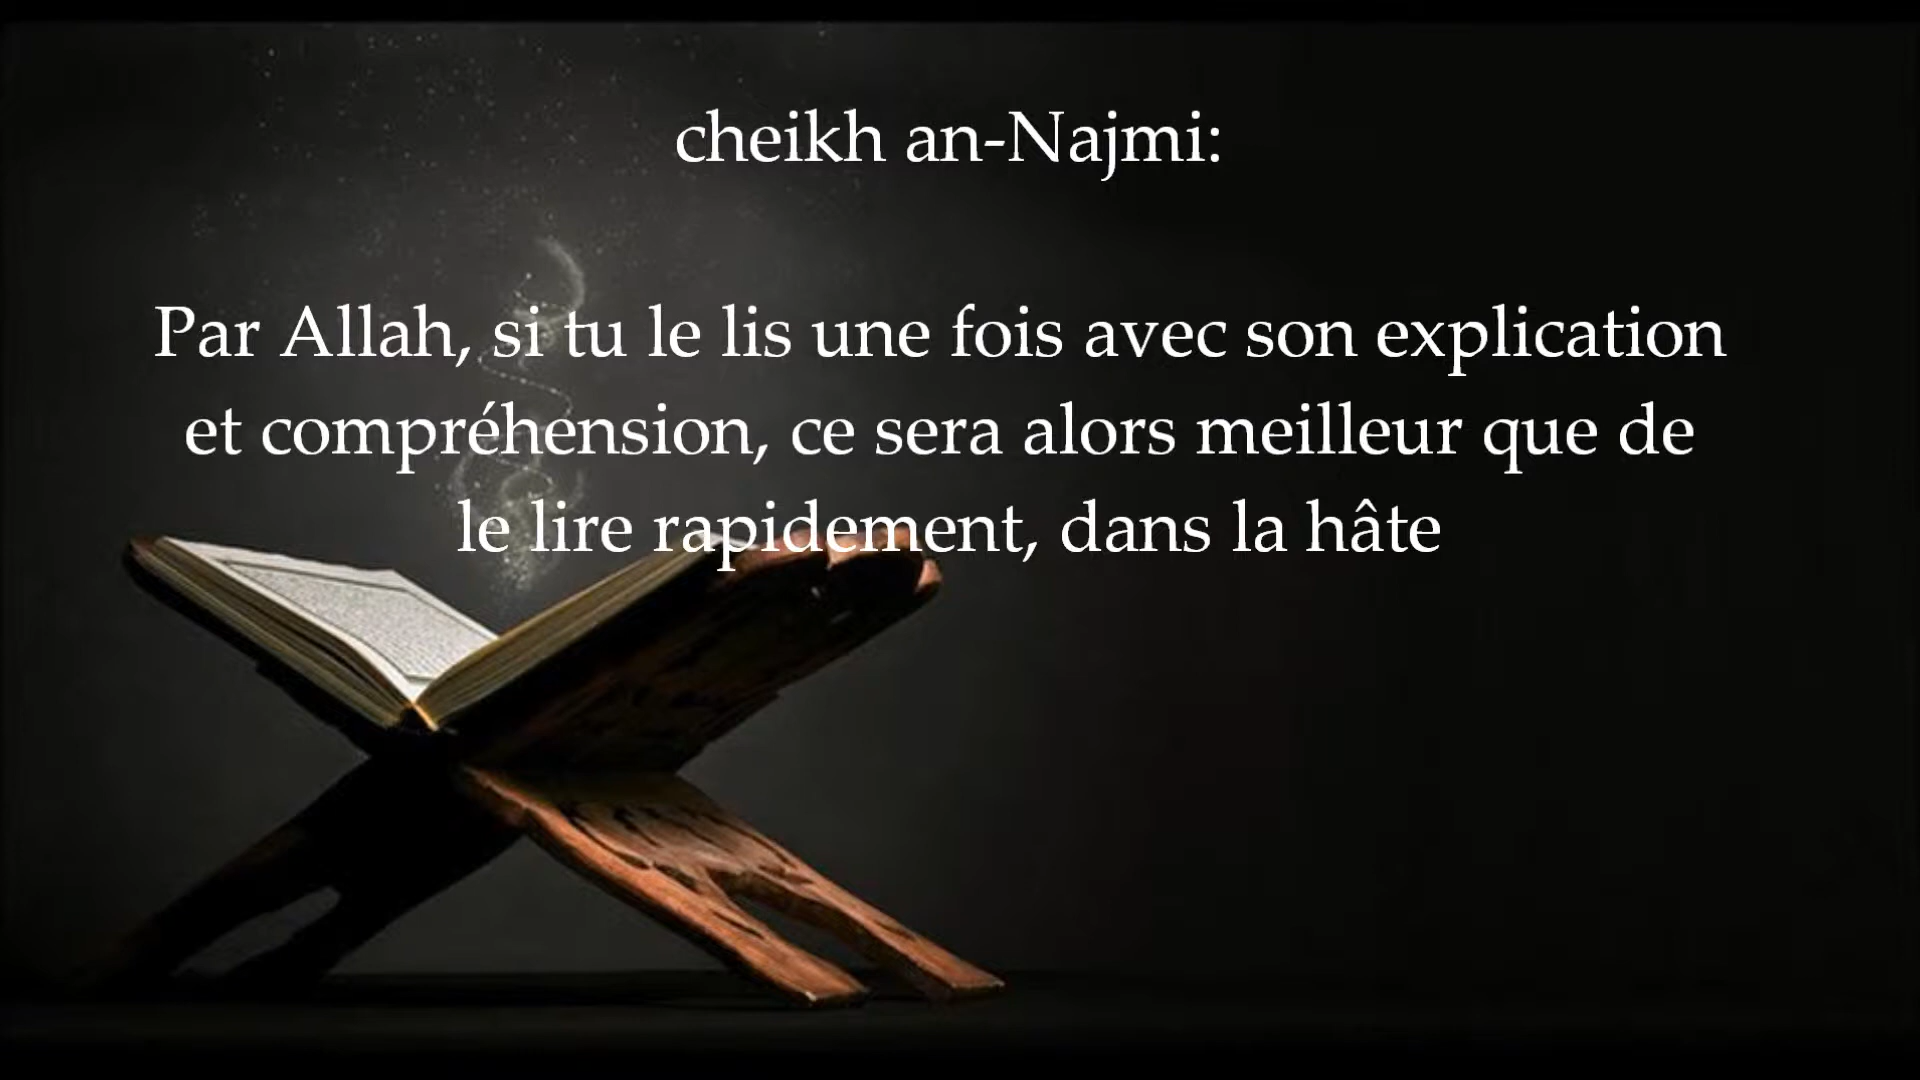 cheikh an-Najmi:
Par Allah, si tu le lis une fois avec son explication
et compréhension, ce sera alors meilleur que de
le lire rapidement, dans la hâte